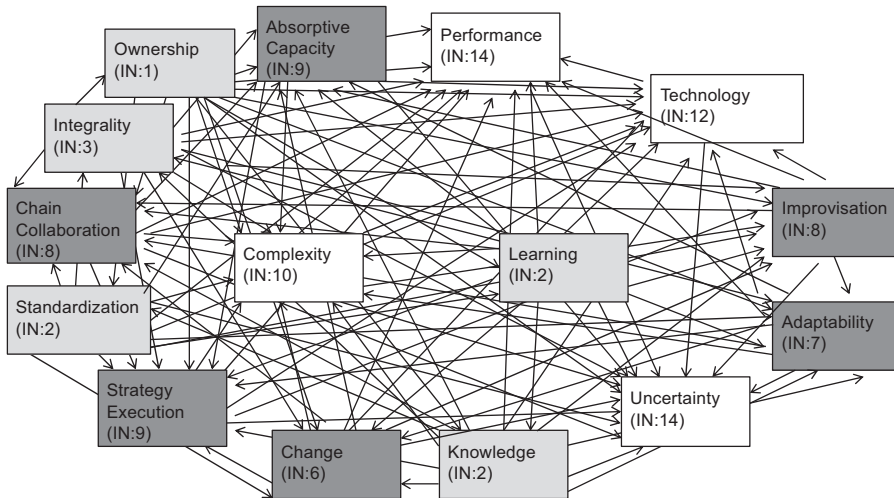 Ownership
(IN:1)
Absorptive
Capacity
(IN:9)
Performance
(IN:14)
Technology
(IN:12)
Integrality
(IN:3)
Chain
Collaboration
(IN:8)
Complexity
(IN:10)
Learning
(IN:2)
Improvisation
(IN:8)
Standardization
(IN:2)
Adaptability
(IN:7)
Strategy
Execution
(IN:9)
Uncertainty
(IN:14)
Change
(IN:6)
Knowledge
(IN:2)